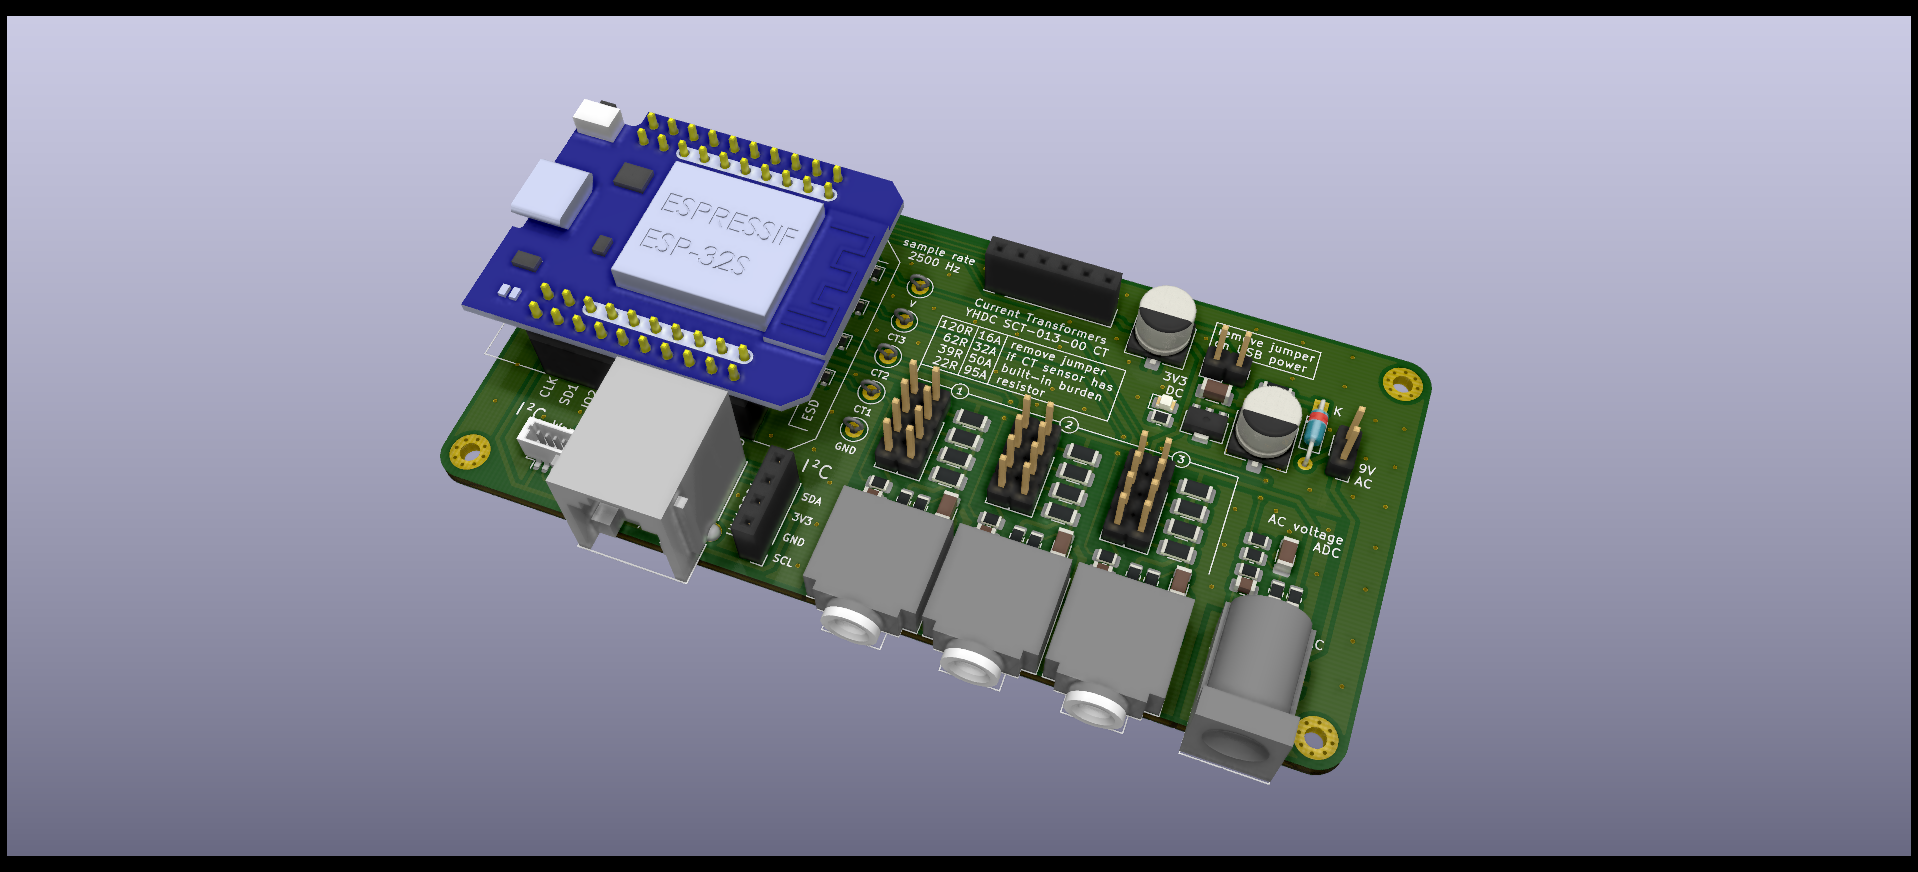 ESPRESSIF
ESP-32S
sample rate
2500 Hz
V
CT3
CT2
CT1
GND
Current Transformers
YHDC SCT-013-00 CT
120R 16A
62R 32A
39R 50A
22R 95A
remove jumper
if CT sensor has
built-in burden
resistor
1
2
3
remove jumper
USB power
3V3
DC
K
9V
AC
AC voltage
ADC
CLK
SD1
I²C
ESD
I²C
SDA
3V3
GND
SCL